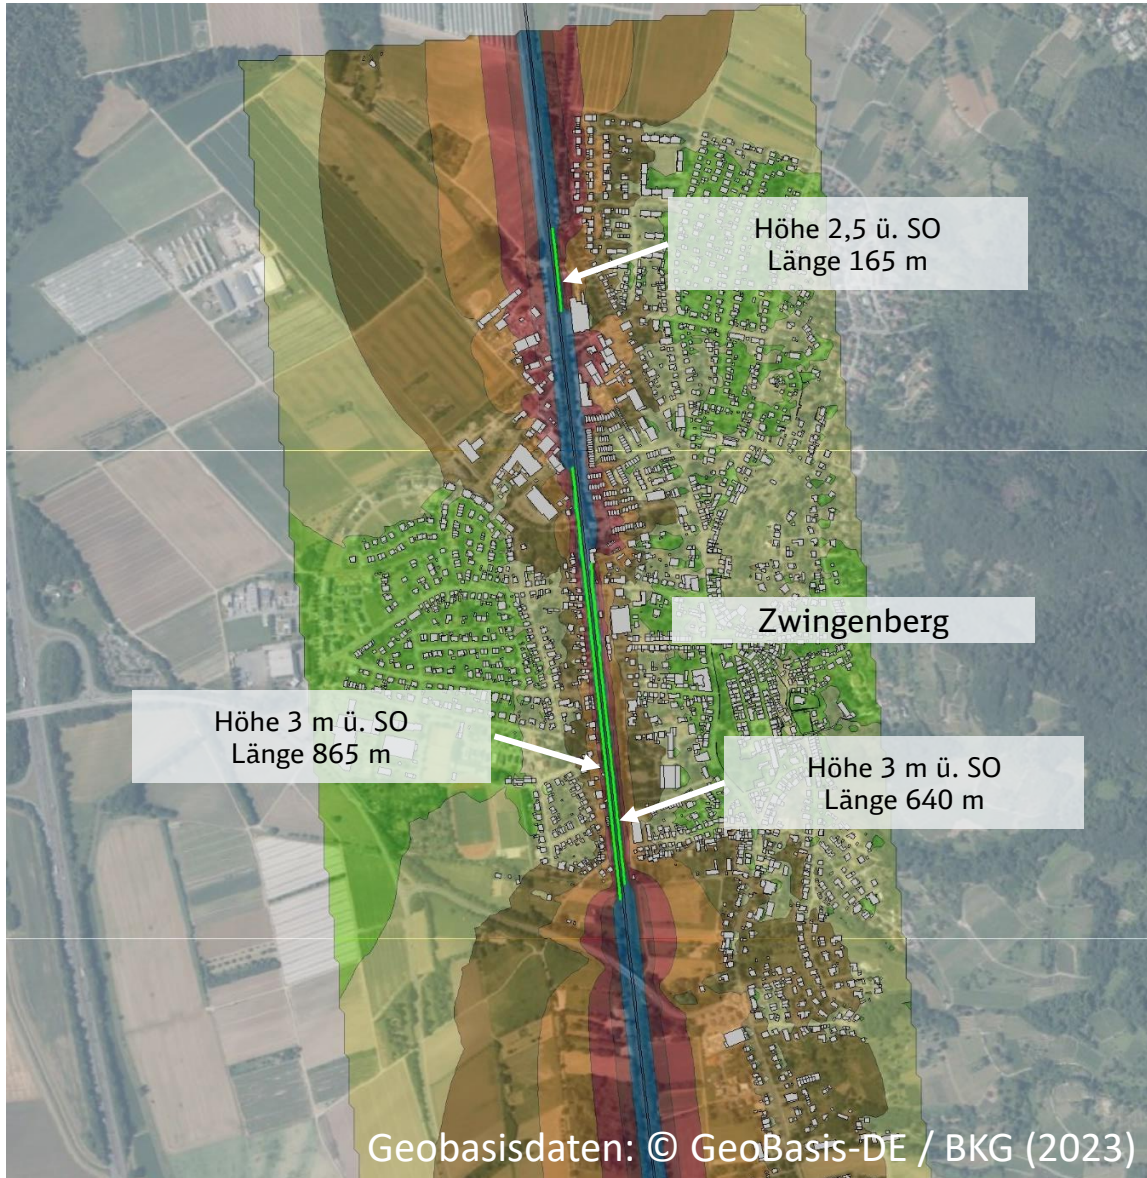 Höhe 2,5 ü. SO
Länge 165 m
Zwingenberg
Höhe 3 m ü. SO
Länge 865 m
Höhe 3 m ü. SO
Länge 640 m
Geobasisdaten: © GeoBasis-DE / BKG (2023)